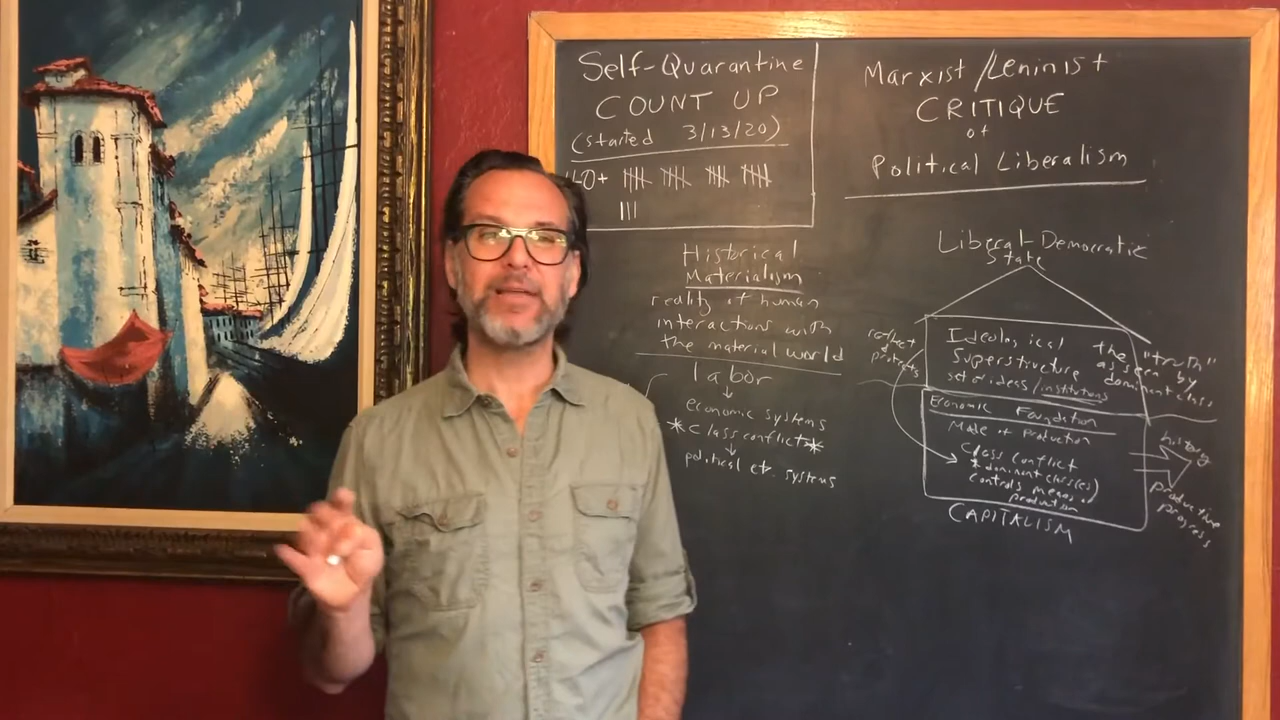 Self-Quarantine
COUNT UP
(started 3/13/20)
Marxist/Leninist
CRITIQUE
of
Political Liberalism
Historical
Materialism
reality of human
interactions with
the material world
labor
economic systems
*Class conflict*
political etc. systems
Liberal-Democratic
State
reflect
protects
Ideological
Superstructure
set of ideas/institutions
the "truth"
as seen by
dominant class
Economic Foundation
Mode of Production
Class conflict
*dominant class(es)
controls means of
production
CAPITALISM
history
productive
progress